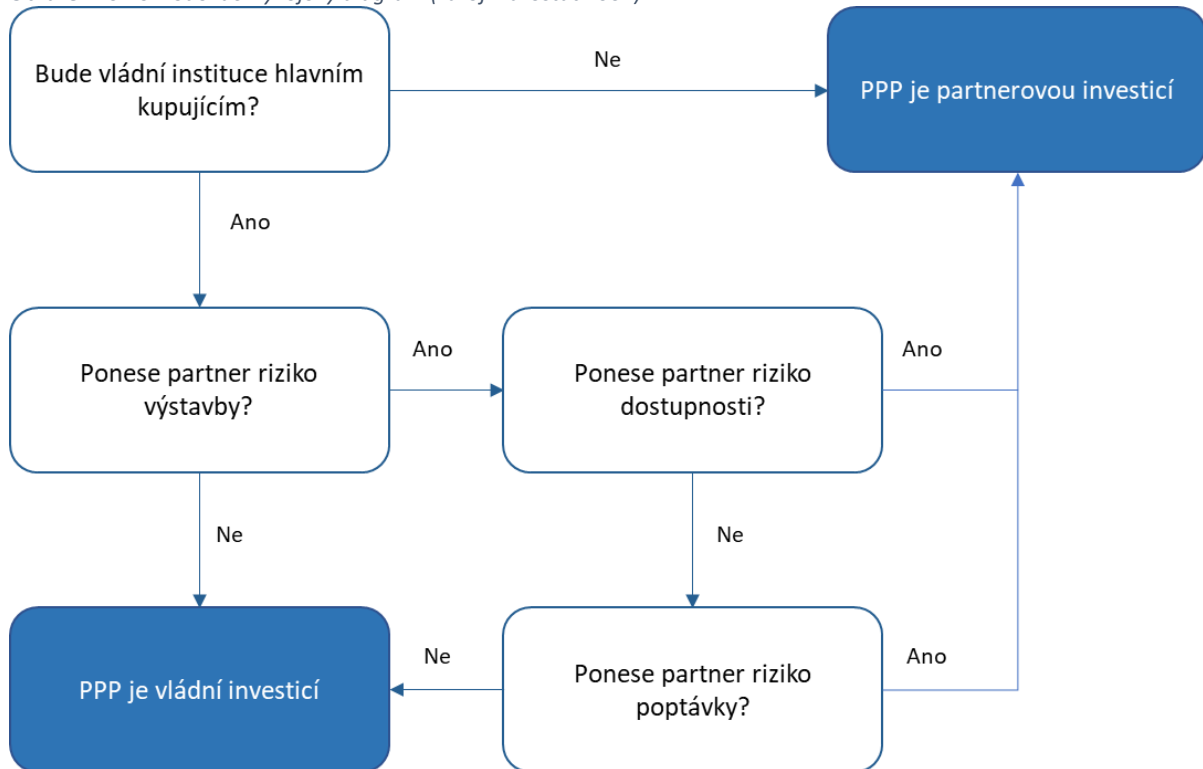 Bude vládní instituce hlavním
kupujícím?
Ne
PPP je partnerovou investicí
Ano
Ponese partner riziko
výstavby?
Ano
Ponese partner riziko
dostupnosti?
Ano
Ne
Ne
PPP je vládní investicí
Ne
Ponese partner riziko
poptávky?
Ano